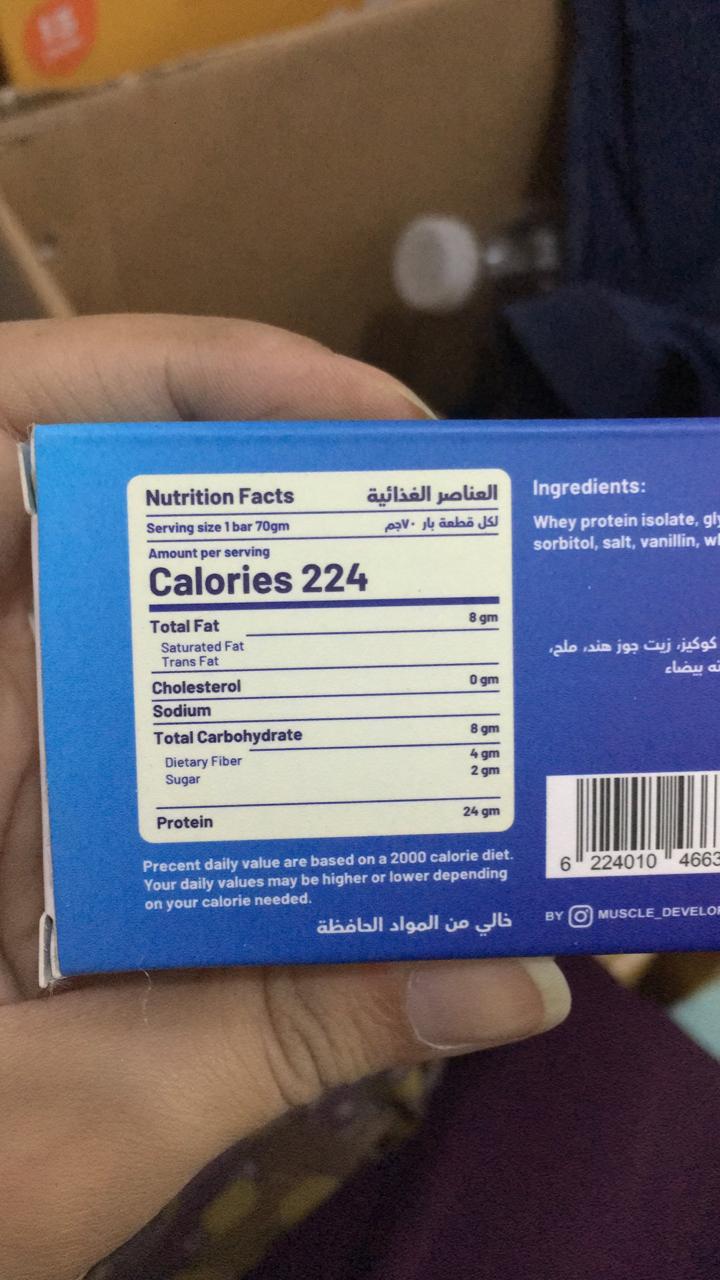 Nutrition Facts العناصر الغذائية
Serving size 1 bar 70gm لكل قطعة بار ٧٠جم
Amount per serving
Calories 224
Total Fat 8 gm
Saturated Fat
Trans Fat
Cholesterol 0 gm
Sodium
Total Carbohydrate 8 gm
Dietary Fiber 4 gm
Sugar 2 gm
Protein 24 gm
Precent daily value are based on a 2000 calorie diet.
Your daily values may be higher or lower depending
on your calorie needed.
خالي من المواد الحافظة
Ingredients:
Whey protein isolate, gly
sorbitol, salt, vanillin, w
كوكيز، زيت جوز هند، ملح،
بيضاء
6 224010 4663
BY MUSCLE_DEVELO